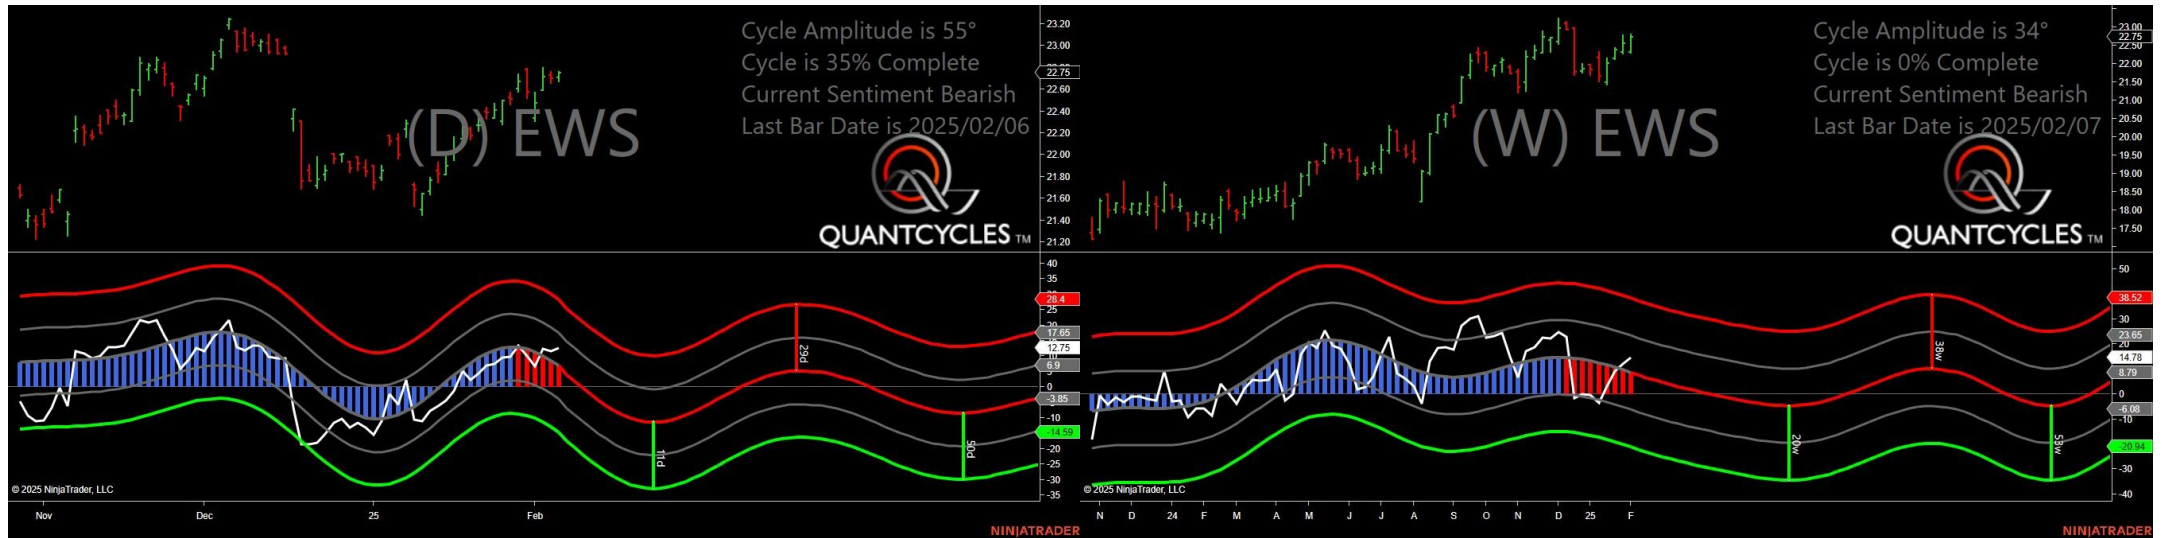 Cycle Amplitude is 55°
Cycle is 35% Complete
Current Sentiment Bearish
Last Bar Date is 2025/02/06
(D) EWS
QUANTCYCLES TM
23.20
23.00
22.75
22.60
22.40
22.20
22.00
21.80
21.60
21.40
21.20
40
35
28.4
25
17.65
12.75
6.9
0
-3.85
-10
-14.59
-20
-25
-30
-35
11d
29d
50d
© 2025 NinjaTrader, LLC
Nov
Dec
25
Feb
NINJATRADER
Cycle Amplitude is 34°
Cycle is 0% Complete
Current Sentiment Bearish
Last Bar Date is 2025/02/07
(W) EWS
QUANTCYCLES TM
23.00
22.75
22.50
22.00
21.50
21.00
20.50
20.00
19.50
19.00
18.50
18.00
17.50
50
38.52
30
23.65
20
14.78
8.79
0
-6.08
-10
-20.94
-30
-40
20w
38w
53w
© 2025 NinjaTrader, LLC
N
D
24
F
M
A
M
J
J
A
S
O
N
D
25
F
NINJATRADER